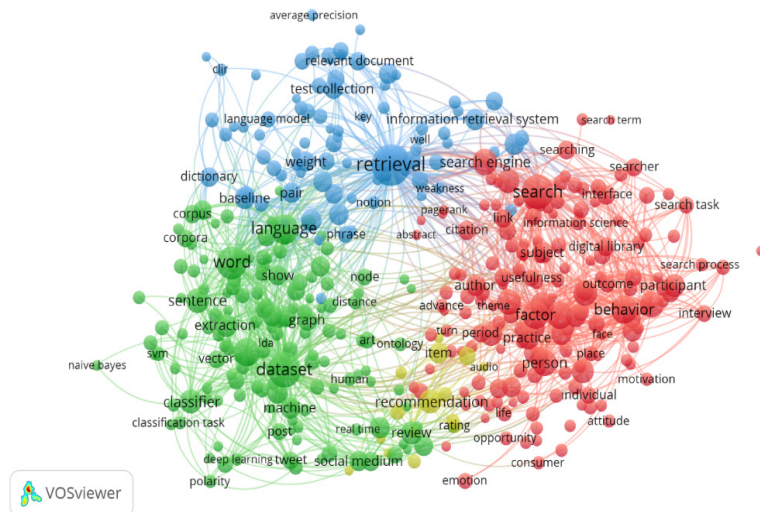 average precision
relevant document
clir
test collection
language model
key
information retrieval system
search term
well
searching
weight
retrieval
search engine
searcher
dictionary
weakness
search
interface
baseline
pair
notion
pagerank
link
search task
corpus
information science
language
phrase
abstract
citation
corpora
subject
digital library
word
search process
show
node
usefulness
author
outcome
participant
sentence
distance
advance
theme
factor
behavior
interview
extraction
graph
turn
period
face
lda
art
ontology
practice
svm
vector
item
place
naive bayes
dataset
audio
person
human
motivation
classifier
recommendation
individual
machine
life
attitude
classification task
post
real time
review
rating
opportunity
deep learning
tweet
social medium
consumer
polarity
emotion
VOSviewer